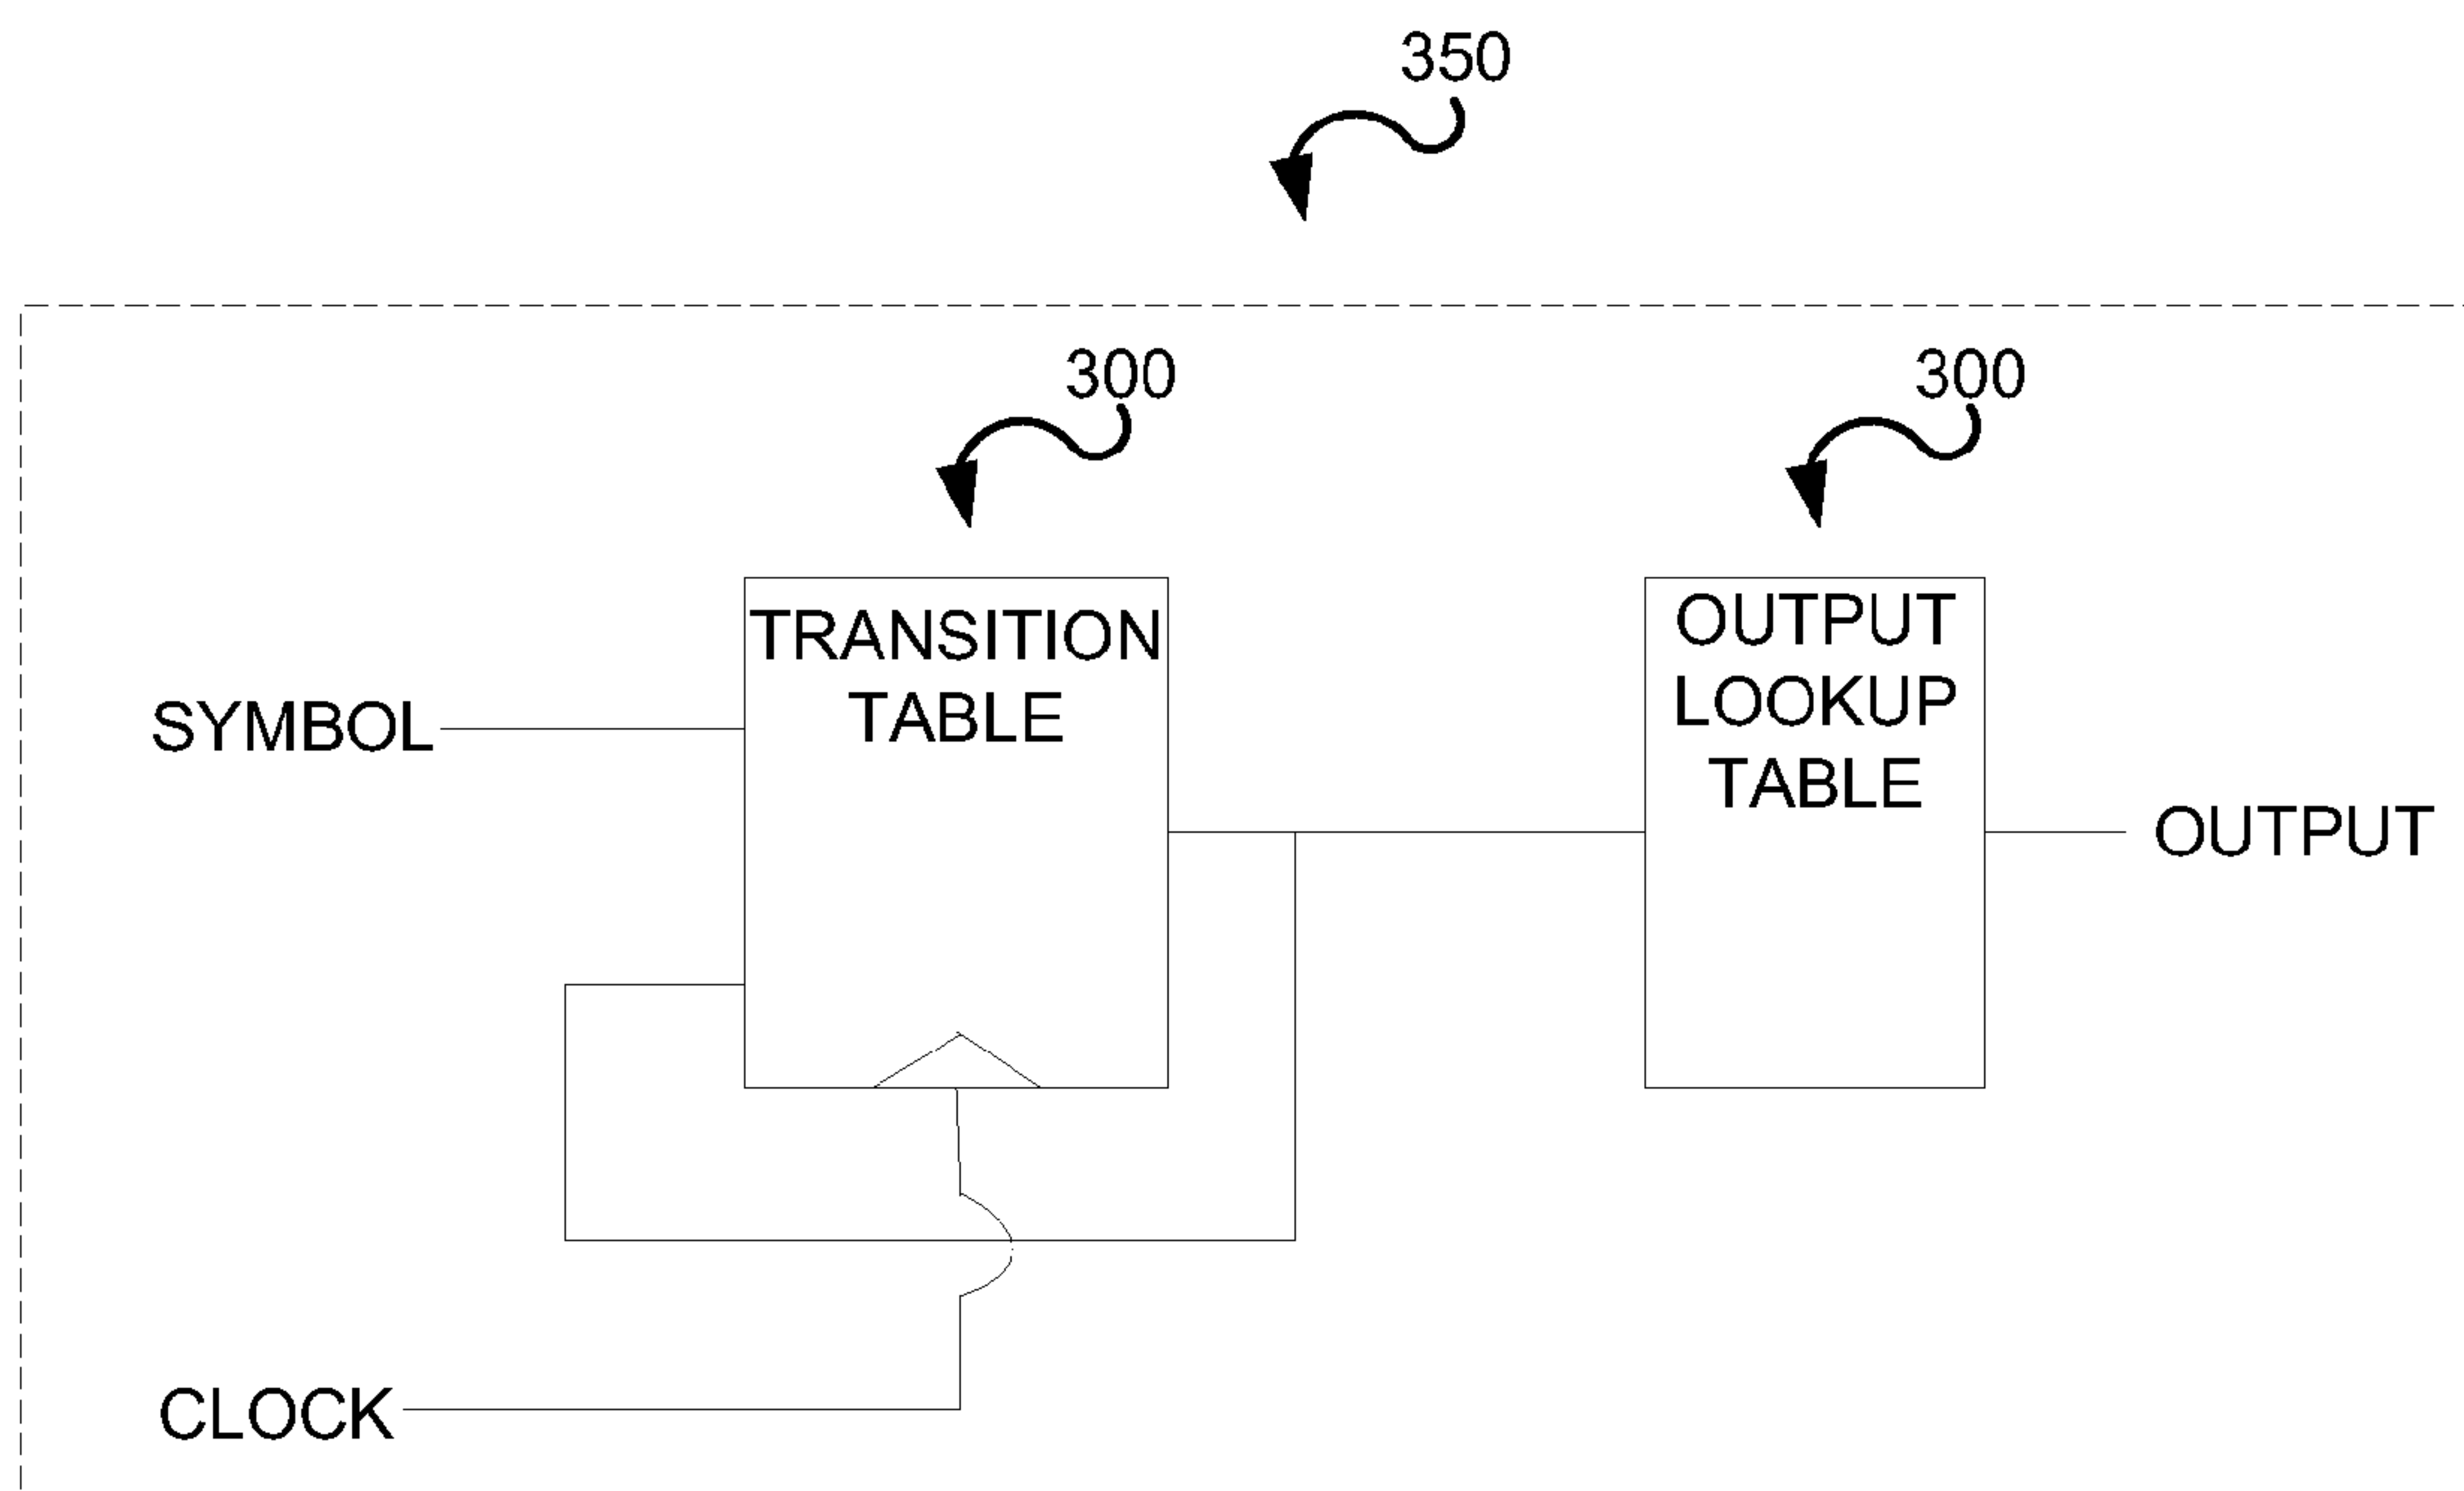 350
300
300
TRANSITION
TABLE
OUTPUT
LOOKUP
TABLE
SYMBOL
OUTPUT
CLOCK